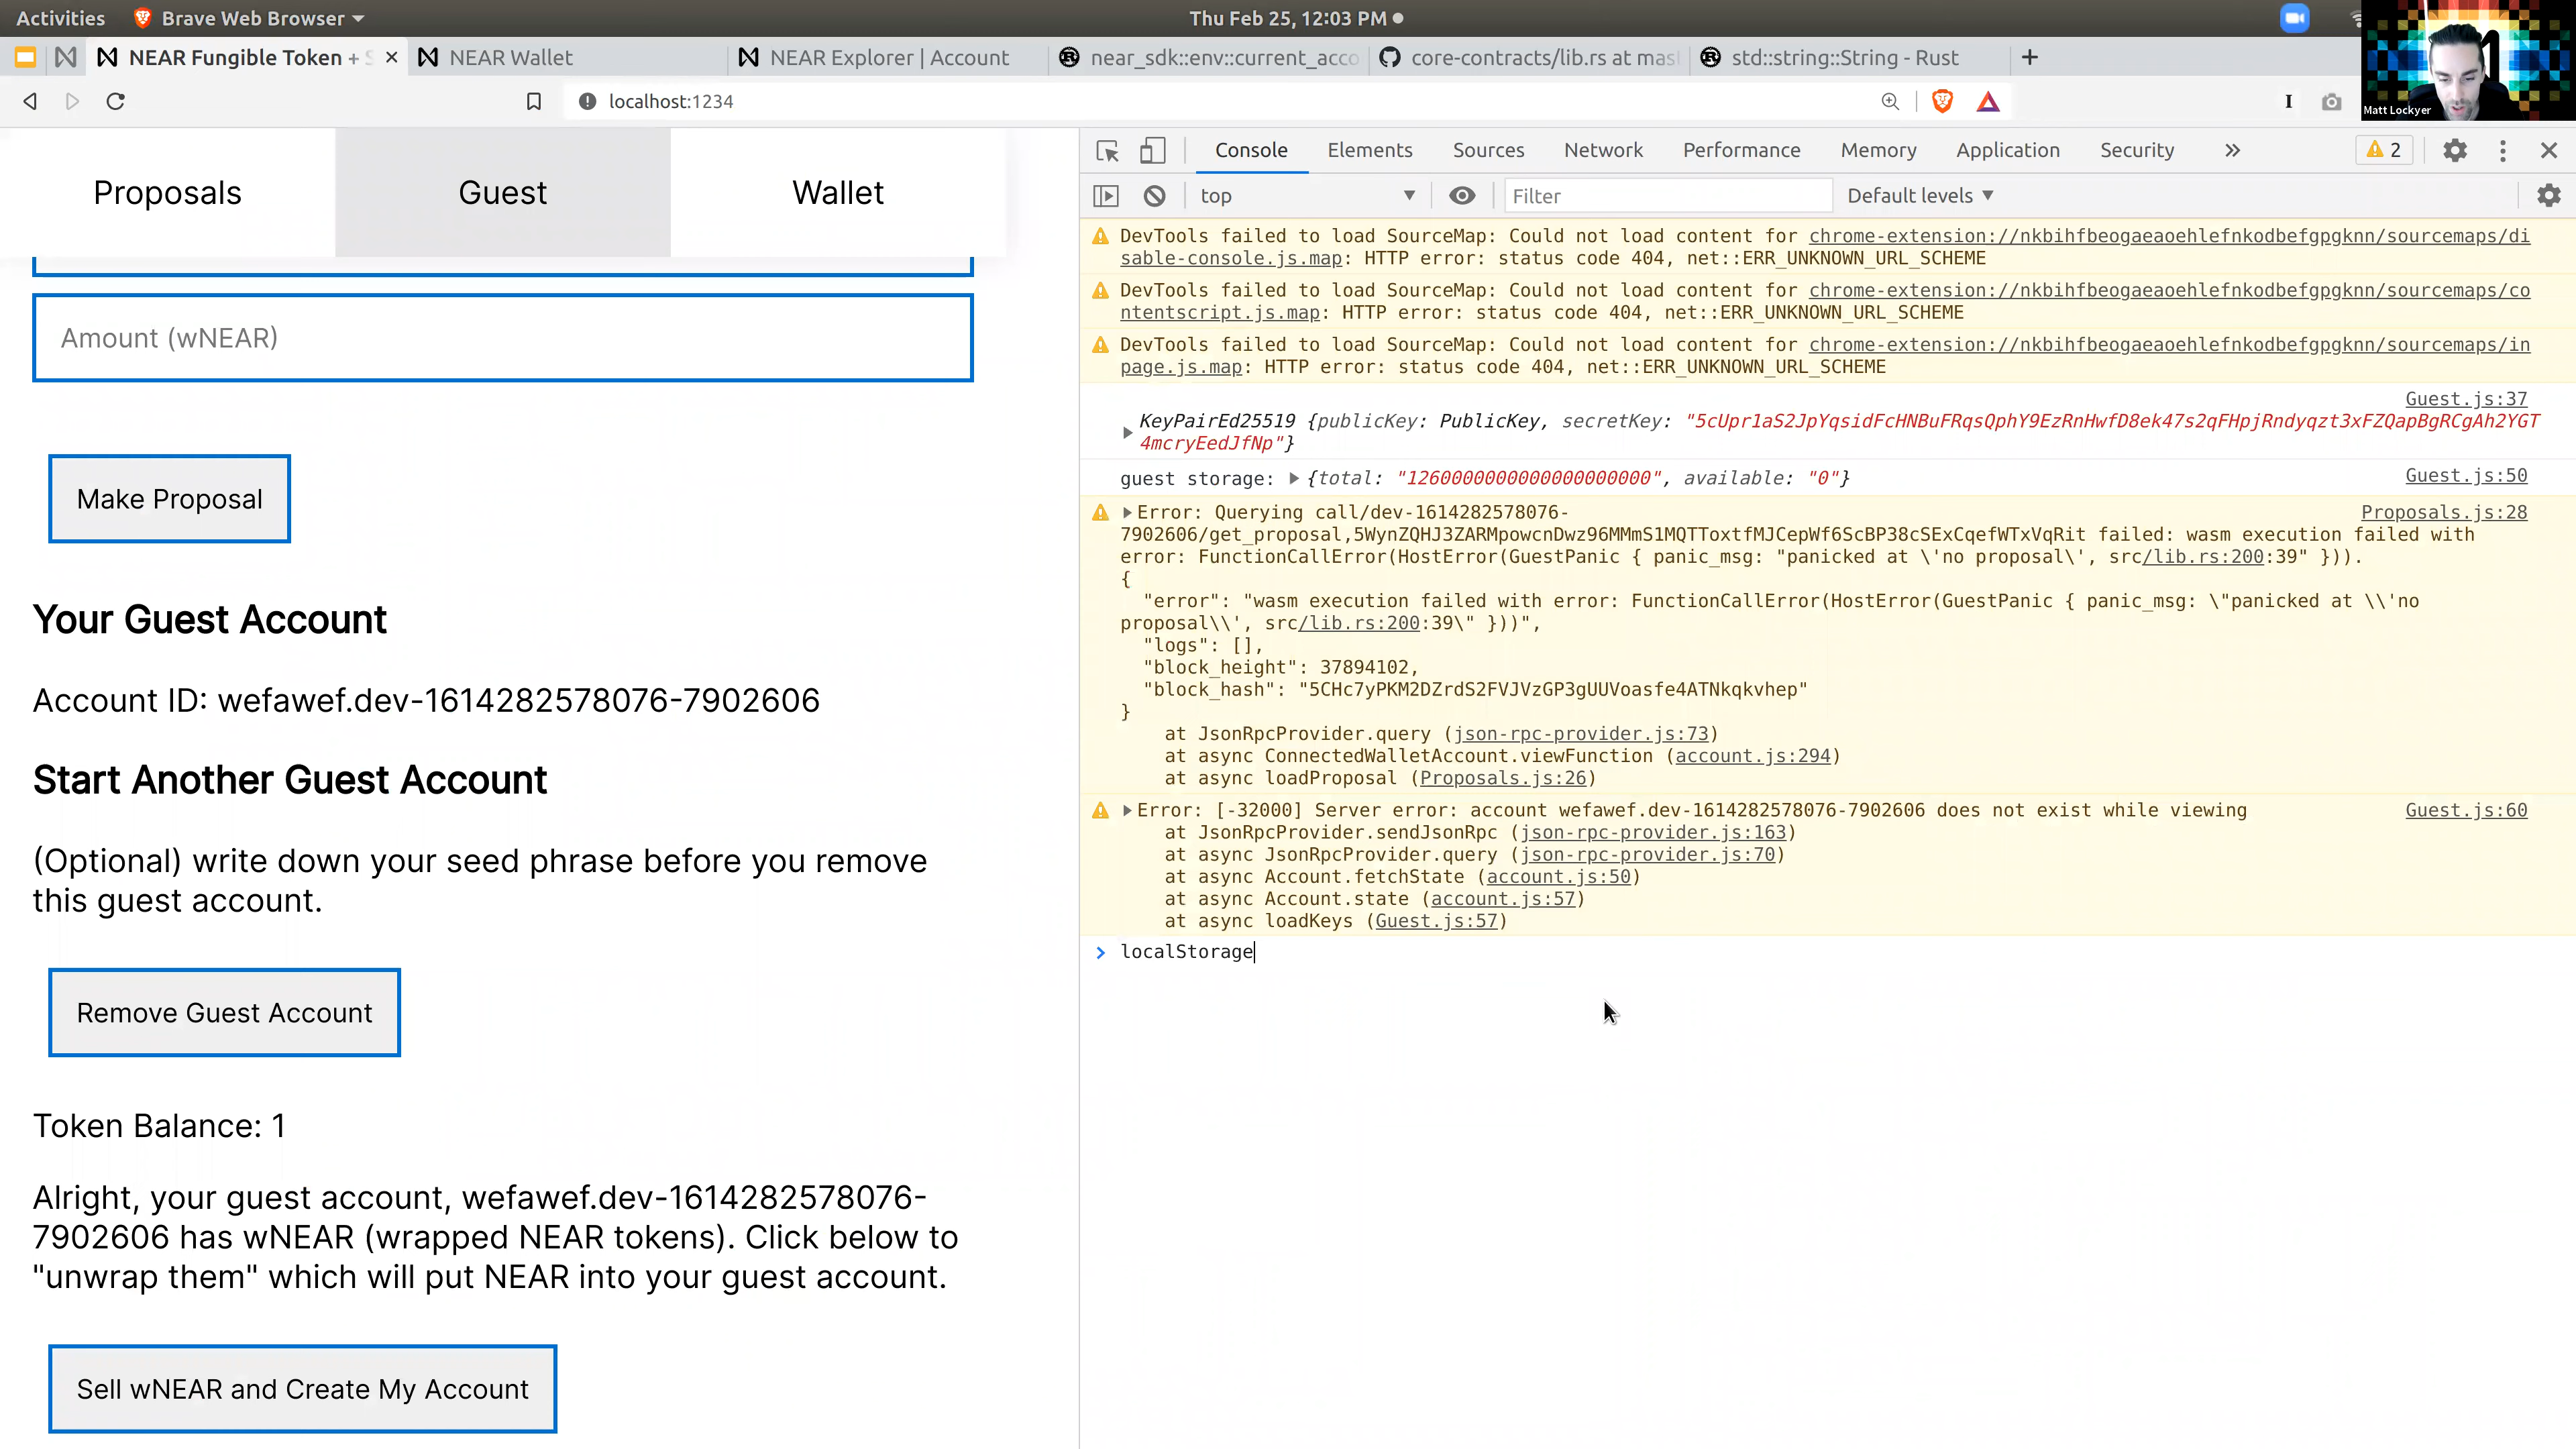 Activities
Brave Web Browser
Thu Feb 25, 12:03 PM
NEAR Fungible Token + S
NEAR Wallet
NEAR Explorer | Account
near_sdk::env::current_acco
core-contracts/lib.rs at mas
std::string::String - Rust
localhost:1234
Matt Lockyer
Proposals
Guest
Wallet
Amount (wNEAR)
Make Proposal
Your Guest Account
Account ID: wefawef.dev-1614282578076-7902606
Start Another Guest Account
(Optional) write down your seed phrase before you remove
this guest account.
Remove Guest Account
Token Balance: 1
Alright, your guest account, wefawef.dev-1614282578076-
7902606 has wNEAR (wrapped NEAR tokens). Click below to
"unwrap them" which will put NEAR into your guest account.
Sell wNEAR and Create My Account
Console
Elements
Sources
Network
Performance
Memory
Application
Security
2
top
Filter
Default levels
DevTools failed to load SourceMap: Could not load content for chrome-extension://nkbihfbeogaeaoehlefnkodbefgpgknn/sourcemaps/di
sable-console.js.map: HTTP error: status code 404, net::ERR_UNKNOWN_URL_SCHEME
DevTools failed to load SourceMap: Could not load content for chrome-extension://nkbihfbeogaeaoehlefnkodbefgpgknn/sourcemaps/co
ntentscript.js.map: HTTP error: status code 404, net::ERR_UNKNOWN_URL_SCHEME
DevTools failed to load SourceMap: Could not load content for chrome-extension://nkbihfbeogaeaoehlefnkodbefgpgknn/sourcemaps/in
page.js.map: HTTP error: status code 404, net::ERR_UNKNOWN_URL_SCHEME
Guest.js:37
KeyPairEd25519 {publicKey: PublicKey, secretKey: "5cUpr1aS2JpYqsidFcHNBuFRqsQphY9EzRnHwfD8ek47s2qFHpjRndyqzt3xFZQapBgRCgAh2YGT
4mcryEedJfNp"}
guest storage: {total: "1260000000000000000000", available: "0"} Guest.js:50
Error: Querying call/dev-1614282578076- Proposals.js:28
7902606/get_proposal,5WynZQHJ3ZARMpowcnDwz96MMmS1MQTToxtfMJCepWf6ScBP38cSExCqefWTxVqRit failed: wasm execution failed with
error: FunctionCallError(HostError(GuestPanic { panic_msg: "panicked at \'no proposal\', src/lib.rs:200:39" })).
{
"error": "wasm execution failed with error: FunctionCallError(HostError(GuestPanic { panic_msg: \"panicked at \\'no
proposal\\', src/lib.rs:200:39\" }))",
"logs": [],
"block_height": 37894102,
"block_hash": "5CHc7yPKM2DZrdS2FVJVzGP3gUUVoasfe4ATNkqkvhep"
}
at JsonRpcProvider.query (json-rpc-provider.js:73)
at async ConnectedWalletAccount.viewFunction (account.js:294)
at async loadProposal (Proposals.js:26)
Error: [-32000] Server error: account wefawef.dev-1614282578076-7902606 does not exist while viewing Guest.js:60
at JsonRpcProvider.sendJsonRpc (json-rpc-provider.js:163)
at async JsonRpcProvider.query (json-rpc-provider.js:70)
at async Account.fetchState (account.js:50)
at async Account.state (account.js:57)
at async loadKeys (Guest.js:57)
localStorage